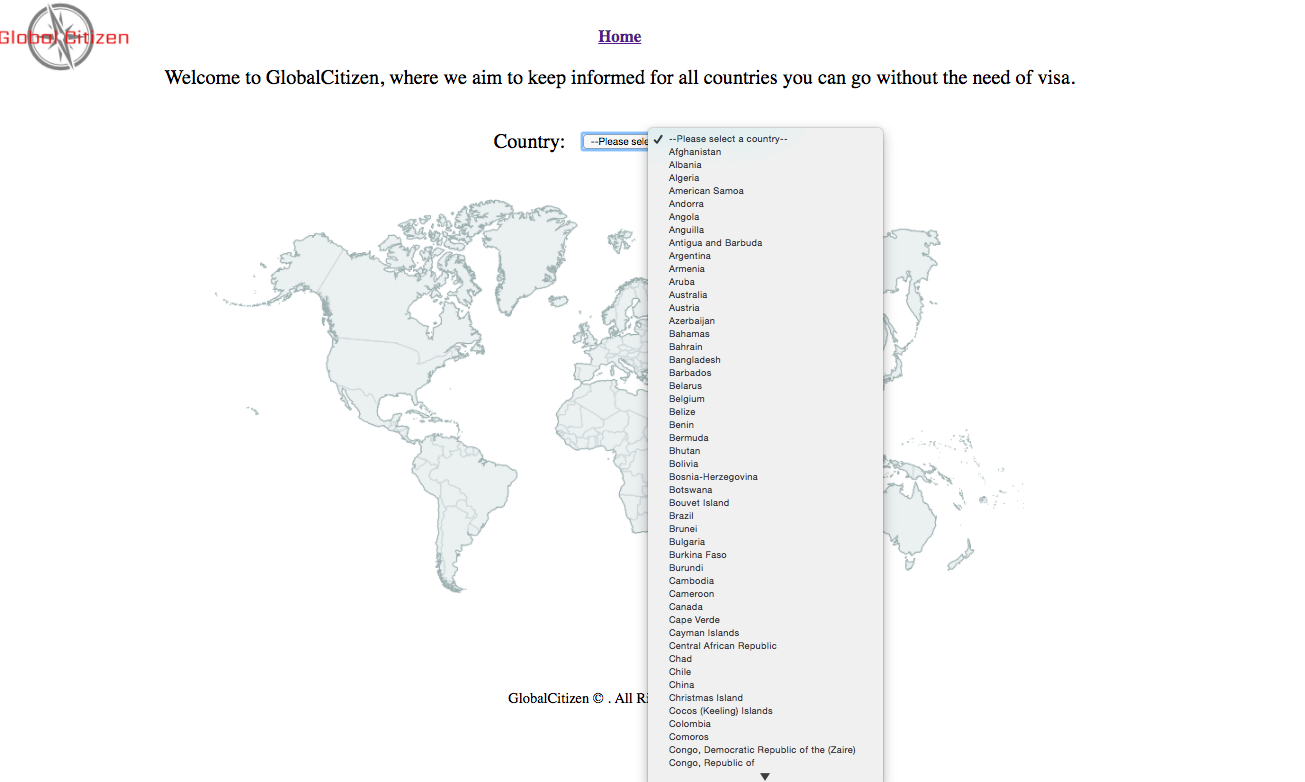 Global Citizen
Home
Welcome to GlobalCitizen, where we aim to keep informed for all countries you can go without the need of visa.
Country:
--Please sele
--Please select a country--
Afghanistan
Albania
Algeria
American Samoa
Andorra
Angola
Anguilla
Antigua and Barbuda
Argentina
Armenia
Aruba
Australia
Austria
Azerbaijan
Bahamas
Bahrain
Bangladesh
Barbados
Belarus
Belgium
Belize
Benin
Bermuda
Bhutan
Bolivia
Bosnia-Herzegovina
Botswana
Bouvet Island
Brazil
Brunei
Bulgaria
Burkina Faso
Burundi
Cambodia
Cameroon
Canada
Cape Verde
Cayman Islands
Central African Republic
Chad
Chile
China
Christmas Island
Cocos (Keeling) Islands
Colombia
Comoros
Congo, Democratic Republic of the (Zaire)
Congo, Republic of
GlobalCitizen © . All Ri